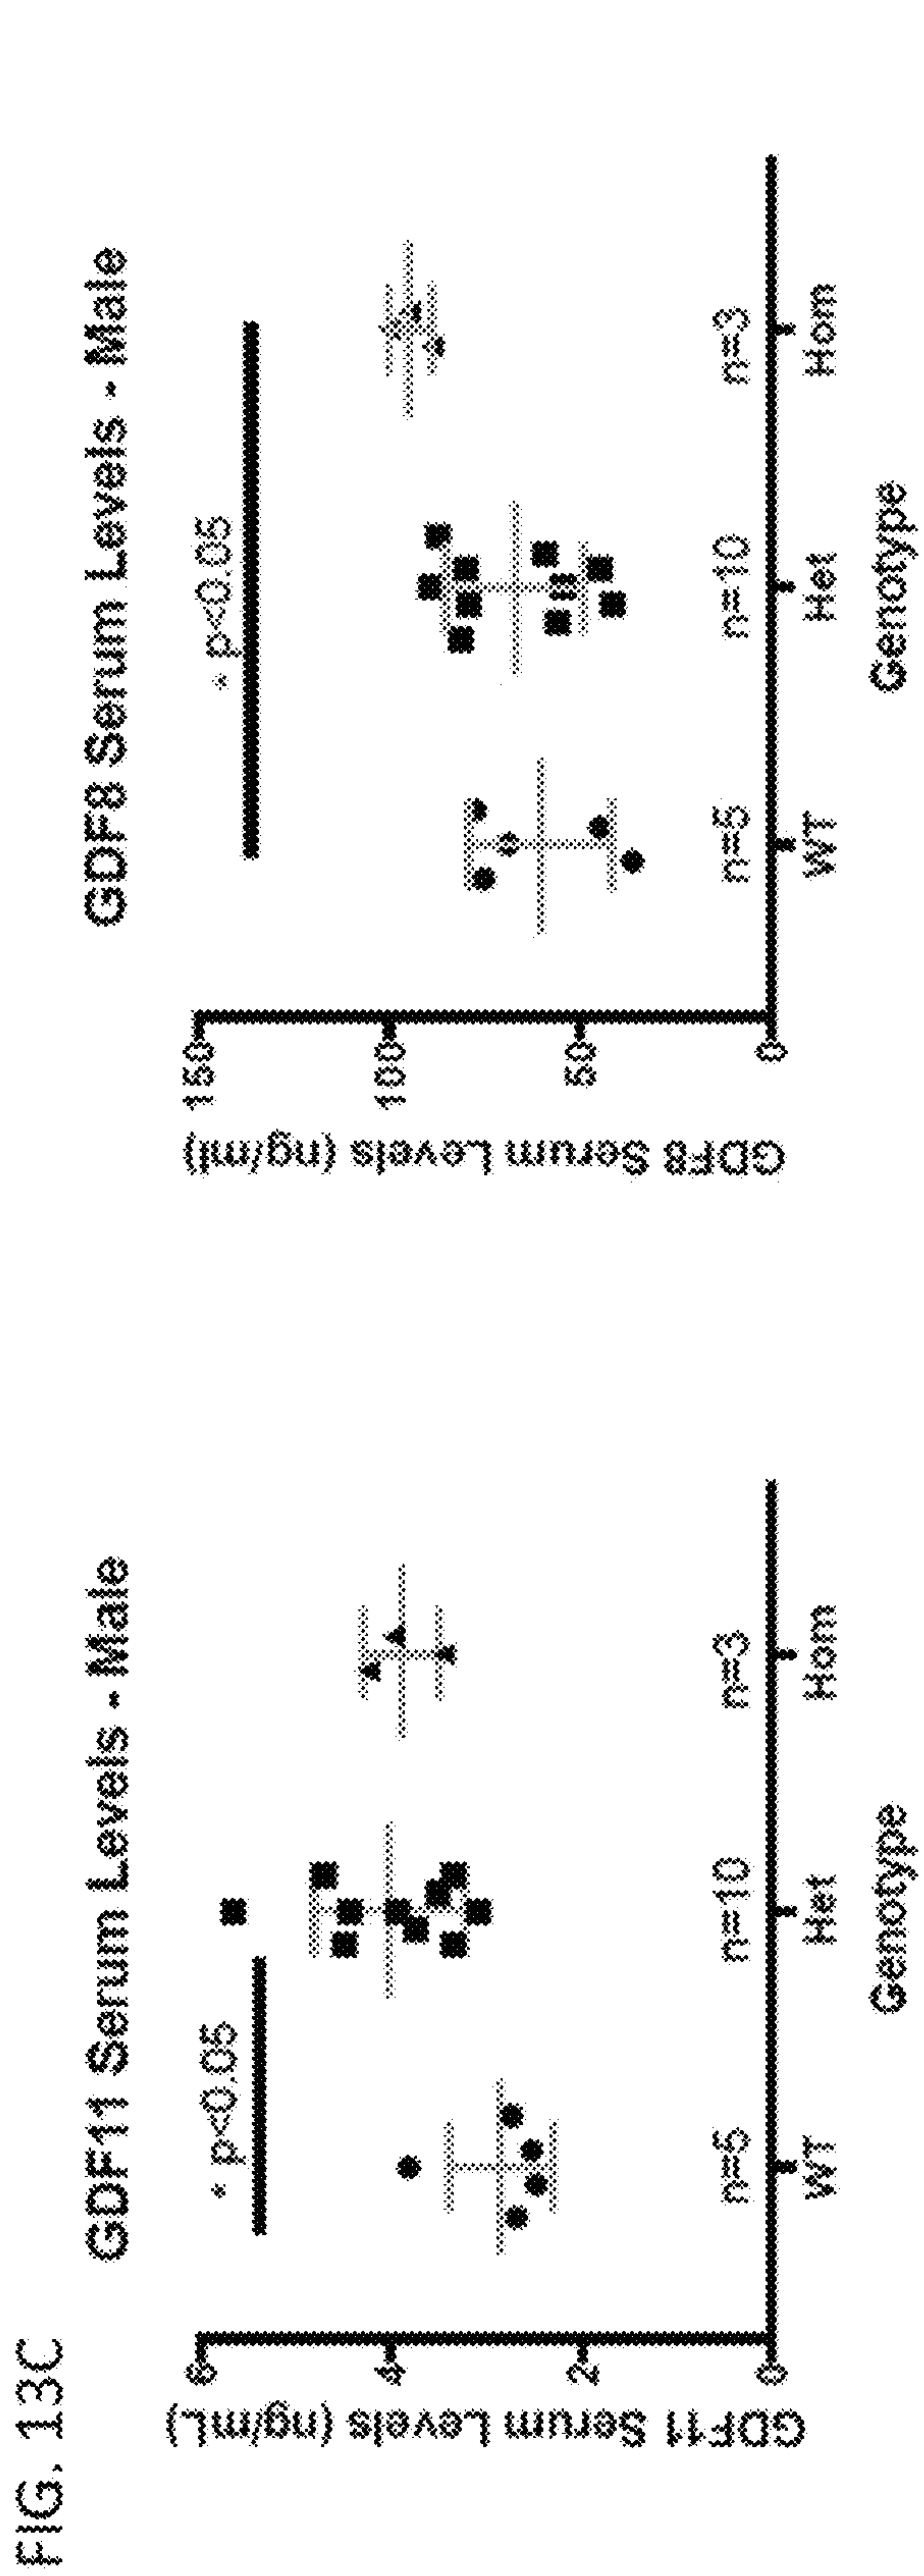 FIG. 13C
GDF11 Serum Levels - Male
* p<0.05
GDF11 Serum Levels (ng/mL)
6
4
2
0
n=5
n=10
n=3
WT
Het
Hom
Genotype
GDF8 Serum Levels - Male
* p<0.05
GDF8 Serum Levels (ng/ml)
150
100
50
0
n=5
n=10
n=3
WT
Het
Hom
Genotype